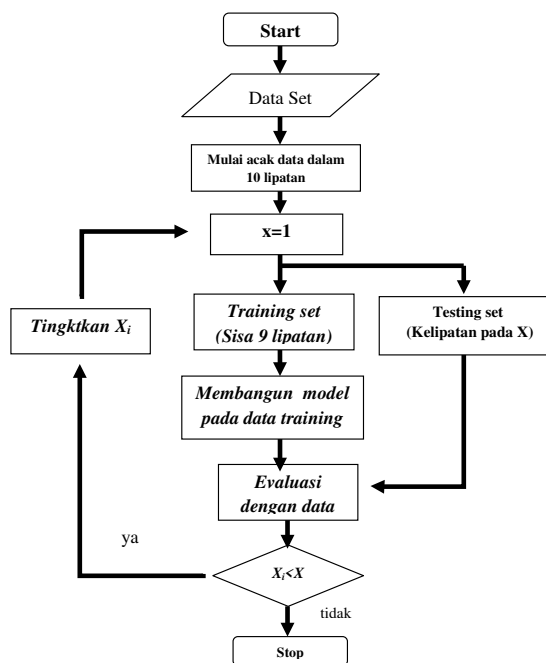 Start
Data Set
Mulai acak data dalam
10 lipatan
x=1
Training set
(Sisa 9 lipatan)
Testing set
(Kelipatan pada X)
Tingktkan Xi
Membangun model
pada data training
Evaluasi
dengan data
ya
Xi<X
tidak
Stop